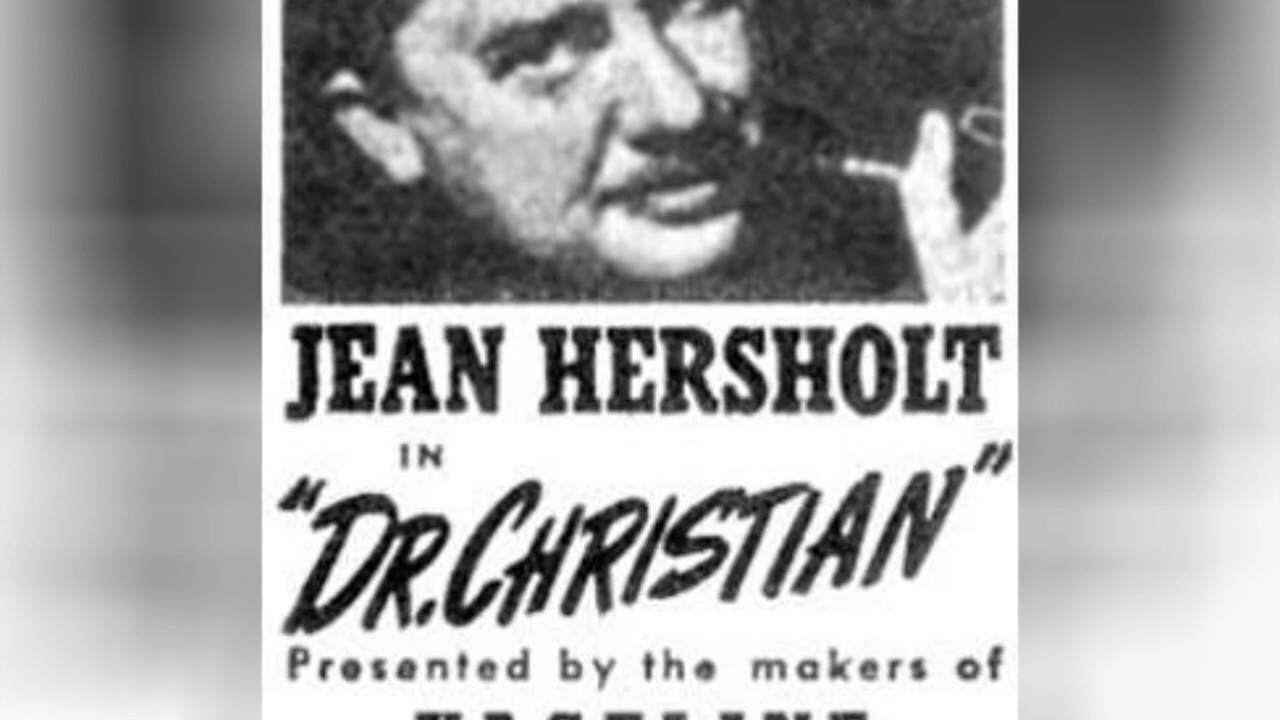 JEAN HERSHOLT
IN
"DR. CHRISTIAN"
Presented by the makers of